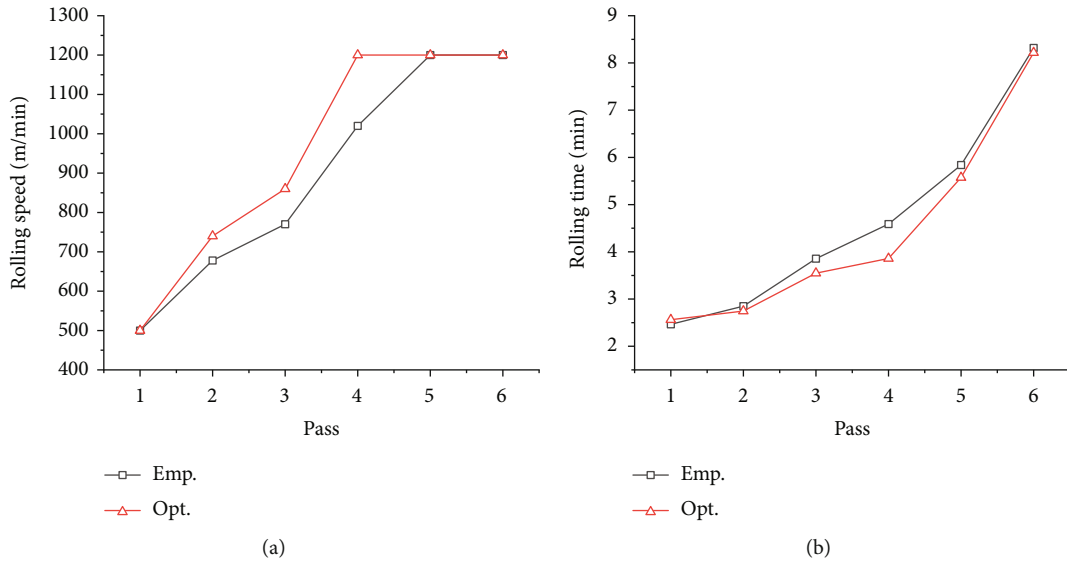 1300
1200
1100
1000
900
800
700
600
500
400
Rolling speed (m/min)
1 2 3 4 5 6
Pass
Emp.
Opt.
(a)
9
8
7
6
5
4
3
2
Rolling time (min)
1 2 3 4 5 6
Pass
Emp.
Opt.
(b)